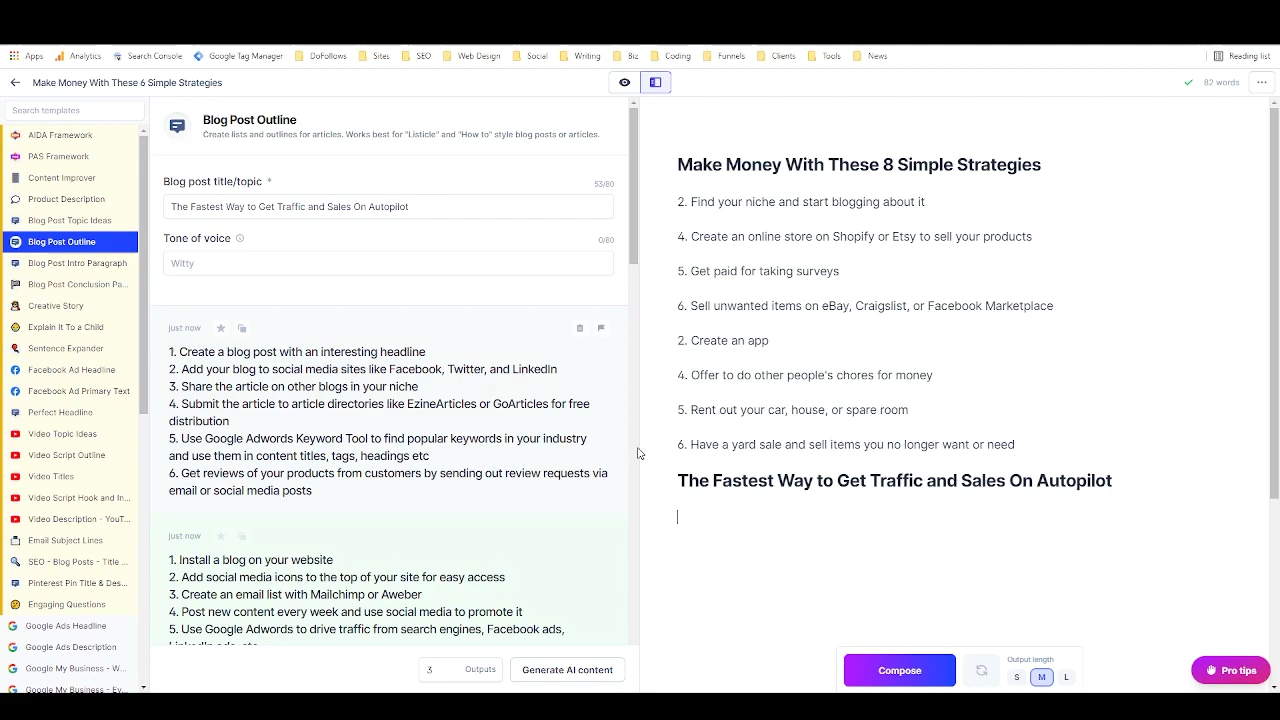 Apps Analytics Search Console Google Tag Manager DoFollows Sites SEO Web Design Social Writing Biz Coding Funnels Clients Tools News Reading list
Make Money With These 6 Simple Strategies
82 words
Search templates
AIDA Framework
PAS Framework
Content Improver
Product Description
Blog Post Topic Ideas
Blog Post Outline
Blog Post Intro Paragraph
Blog Post Conclusion Pa...
Creative Story
Explain It To a Child
Sentence Expander
Facebook Ad Headline
Facebook Ad Primary Text
Perfect Headline
Video Topic Ideas
Video Script Outline
Video Titles
Video Script Hook and In...
Video Description - YouT...
Email Subject Lines
SEO - Blog Posts - Title ...
Pinterest Pin Title & Des...
Engaging Questions
Google Ads Headline
Google Ads Description
Google My Business - W...
Google My Business - Ev...
Blog Post Outline
Create lists and outlines for articles. Works best for "Listicle" and "How to" style blog posts or articles.
Blog post title/topic *
53/80
The Fastest Way to Get Traffic and Sales On Autopilot
Tone of voice
0/80
Witty
just now
1. Create a blog post with an interesting headline
2. Add your blog to social media sites like Facebook, Twitter, and LinkedIn
3. Share the article on other blogs in your niche
4. Submit the article to article directories like EzineArticles or GoArticles for free
distribution
5. Use Google Adwords Keyword Tool to find popular keywords in your industry
and use them in content titles, tags, headings etc
6. Get reviews of your products from customers by sending out review requests via
email or social media posts
just now
1. Install a blog on your website
2. Add social media icons to the top of your site for easy access
3. Create an email list with Mailchimp or Aweber
4. Post new content every week and use social media to promote it
5. Use Google Adwords to drive traffic from search engines, Facebook ads,
LinkedIn ads, etc
3 Outputs
Generate AI content
Make Money With These 8 Simple Strategies
2. Find your niche and start blogging about it
4. Create an online store on Shopify or Etsy to sell your products
5. Get paid for taking surveys
6. Sell unwanted items on eBay, Craigslist, or Facebook Marketplace
2. Create an app
4. Offer to do other people's chores for money
5. Rent out your car, house, or spare room
6. Have a yard sale and sell items you no longer want or need
The Fastest Way to Get Traffic and Sales On Autopilot
Compose
Output length
S M L
Pro tips